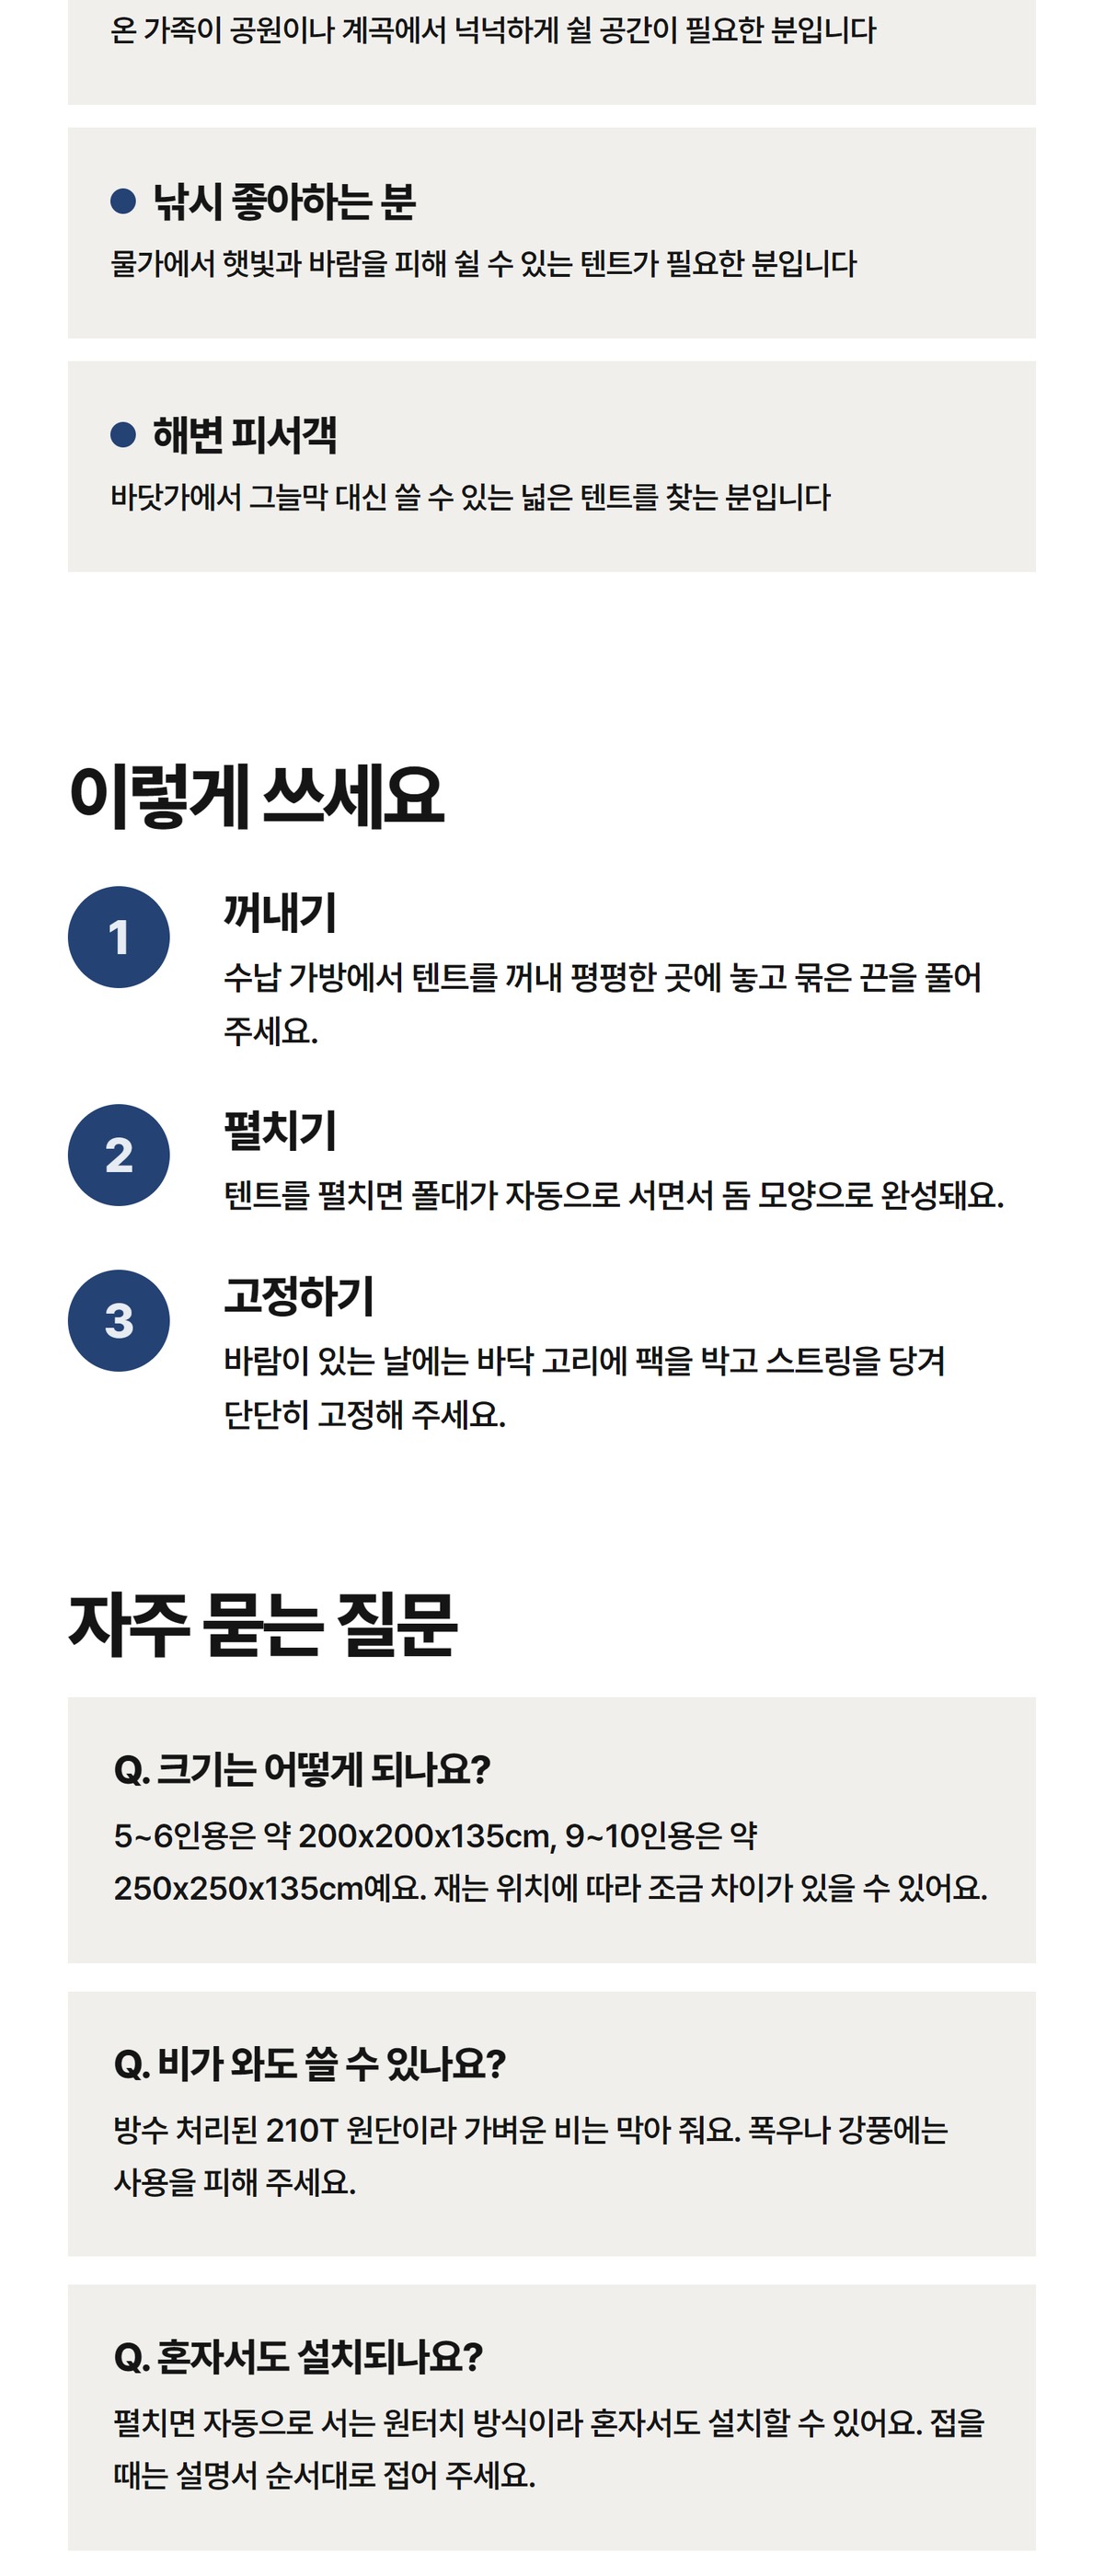 온 가족이 공원이나 계곡에서 넉넉하게 쉴 공간이 필요한 분입니다
낚시 좋아하는 분
물가에서 햇빛과 바람을 피해 쉴 수 있는 텐트가 필요한 분입니다
해변 피서객
바닷가에서 그늘막 대신 쓸 수 있는 넓은 텐트를 찾는 분입니다
이렇게 쓰세요
1
꺼내기
수납 가방에서 텐트를 꺼내 평평한 곳에 놓고 묶은 끈을 풀어
주세요.
2
펼치기
텐트를 펼치면 폴대가 자동으로 서면서 돔 모양으로 완성돼요.
3
고정하기
바람이 있는 날에는 바닥 고리에 팩을 박고 스트링을 당겨
단단히 고정해 주세요.
자주 묻는 질문
Q. 크기는 어떻게 되나요?
5~6인용은 약 200x200x135cm, 9~10인용은 약
250x250x135cm예요. 재는 위치에 따라 조금 차이가 있을 수 있어요.
Q. 비가 와도 쓸 수 있나요?
방수 처리된 210T 원단이라 가벼운 비는 막아 줘요. 폭우나 강풍에는
사용을 피해 주세요.
Q. 혼자서도 설치되나요?
펼치면 자동으로 서는 원터치 방식이라 혼자서도 설치할 수 있어요. 접을
때는 설명서 순서대로 접어 주세요.